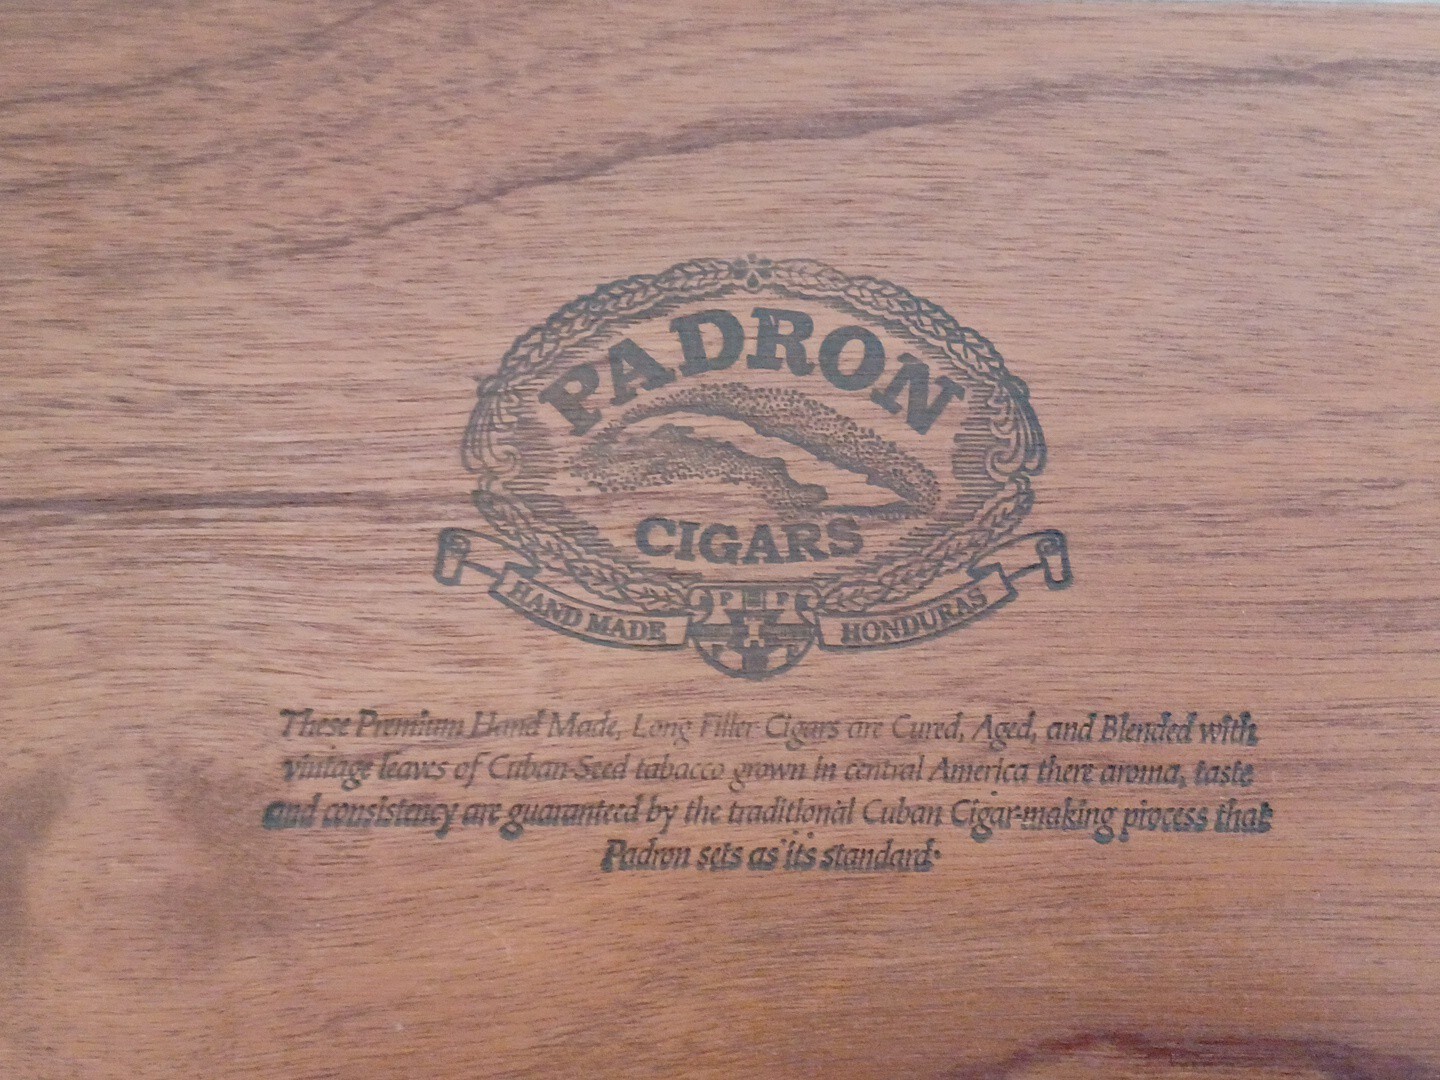 PADRON
CIGARS
HAND MADE
HONDURAS
P P
These Premium Hand Made, Long Filler Cigars are Cured, Aged, and Blended with
vintage leaves of Cuban-Seed tabacco grown in central America there aroma, taste
and consistency are guaranteed by the traditional Cuban Cigar-making process that
Padron sets as its standard.